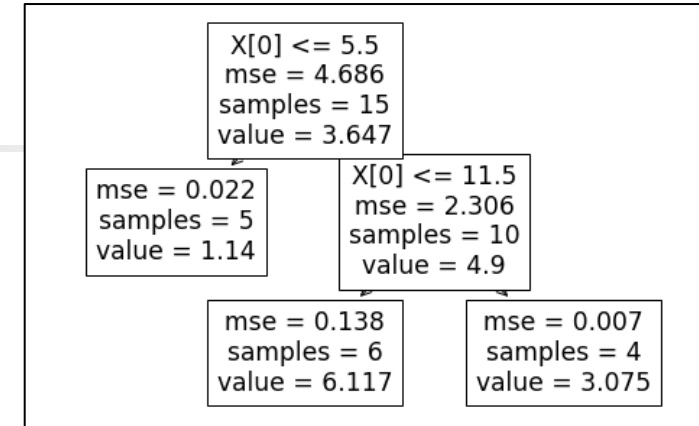 X[0] <= 5.5
mse = 4.686
samples = 15
value = 3.647
mse = 0.022
samples = 5
value = 1.14
X[0] <= 11.5
mse = 2.306
samples = 10
value = 4.9
mse = 0.138
samples = 6
value = 6.117
mse = 0.007
samples = 4
value = 3.075